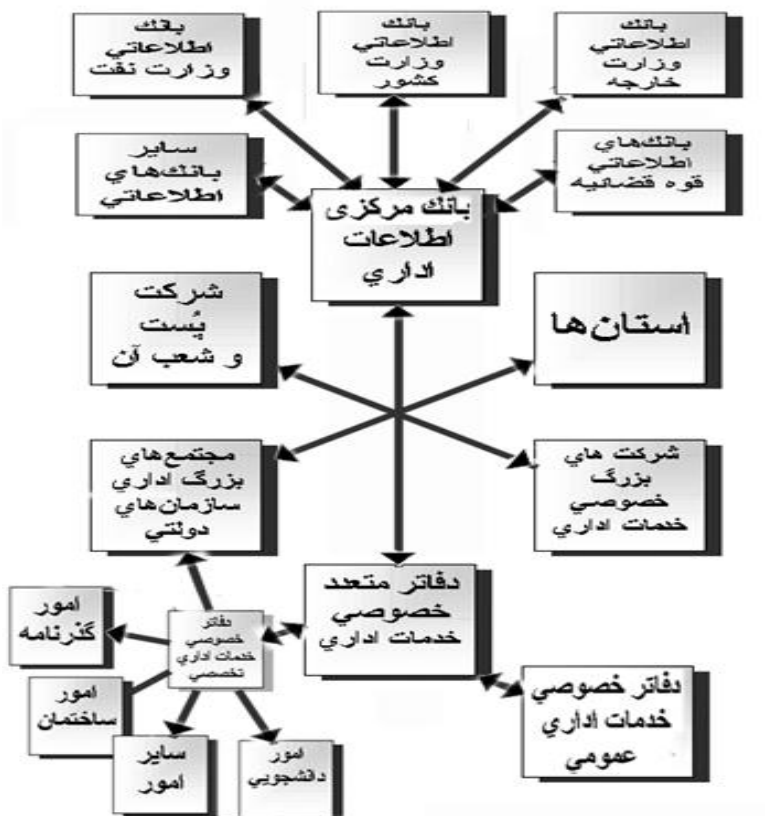 بانك
اطلاعاتي
وزارت
خارجه
بانك
اطلاعاتي
وزارت
كشور
بانك
اطلاعاتي
وزارت نفت
بانك‌هاي
اطلاعاتي
قوه قضائيه
ساير
بانك‌هاي
اطلاعاتي
بانك مركزى
اطلاعات
اداري
استان‌ها
شركت
پُست
و شعب آن
شركت هاي
بزرگ
خصوصي
خدمات اداري
مجتمع‌هاي
بزرگ اداري
سازمان‌هاي
دولتي
دفاتر متعدد
خصوصي
خدمات اداري
دفاتر
خصوصي
خدمات اداري
تخصصي
امور
گذرنامه
امور
ساختمان
ساير
امور
امور
دانشجويي
دفاتر خصوصي
خدمات اداري
عمومي